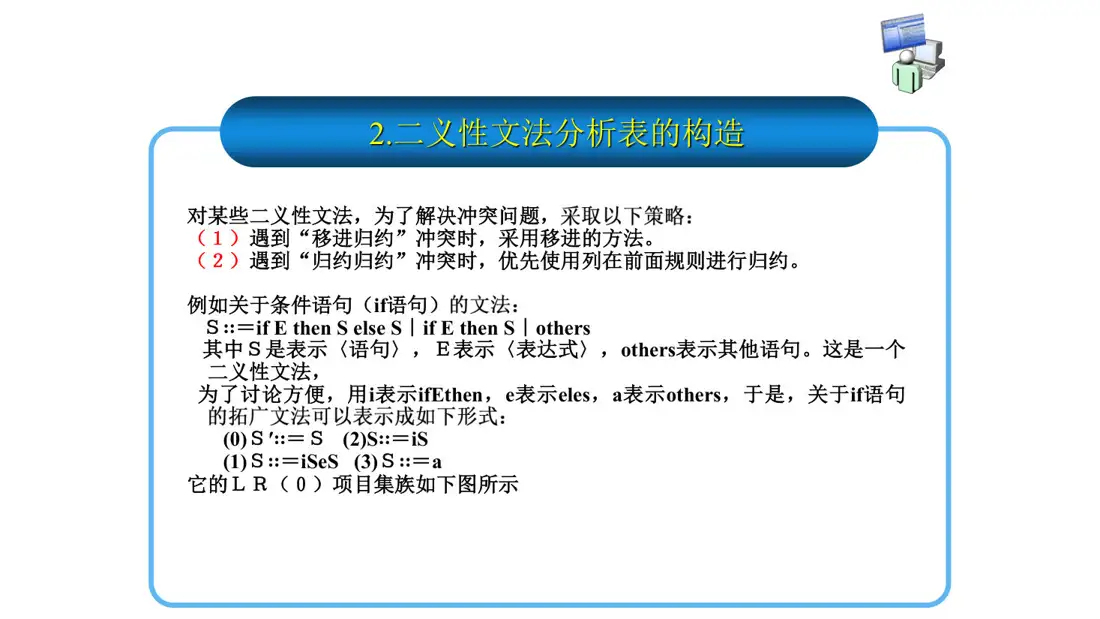 2.二义性文法分析表的构造
对某些二义性文法，为了解决冲突问题，采取以下策略：
（１）遇到“移进归约”冲突时，采用移进的方法。
（２）遇到“归约归约”冲突时，优先使用列在前面规则进行归约。
例如关于条件语句（if语句）的文法：
Ｓ∷＝if E then S else S｜if E then S｜others
其中Ｓ是表示〈语句〉，Ｅ表示〈表达式〉，others表示其他语句。这是一个
二义性文法，
为了讨论方便，用i表示ifEthen，e表示eles，a表示others，于是，关于if语句
的拓广文法可以表示成如下形式：
(0)Ｓ′∷＝Ｓ (2)S∷＝iS
(1)Ｓ∷＝iSeS (3)Ｓ∷＝a
它的ＬＲ（０）项目集族如下图所示